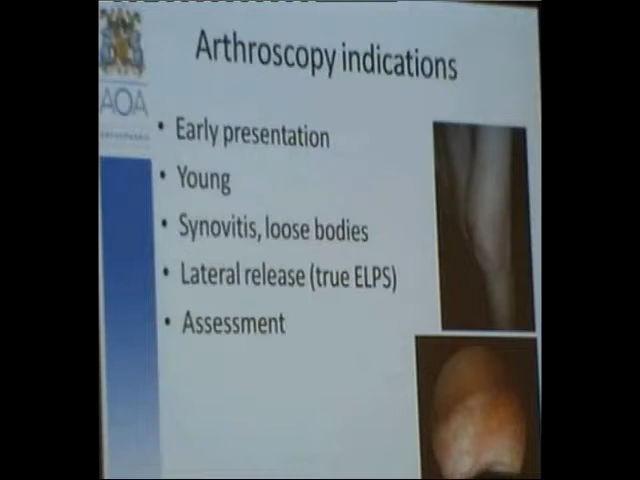 Arthroscopy indications
AOA
• Early presentation
• Young
• Synovitis, loose bodies
• Lateral release (true ELPS)
• Assessment